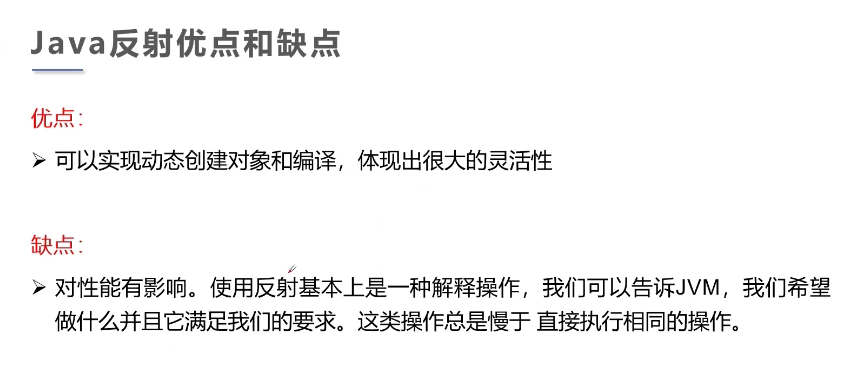 Java反射优点和缺点
优点：
➢ 可以实现动态创建对象和编译，体现出很大的灵活性
缺点：
➢ 对性能有影响。使用反射基本上是一种解释操作，我们可以告诉JVM，我们希望
做什么并且它满足我们的要求。这类操作总是慢于 直接执行相同的操作。